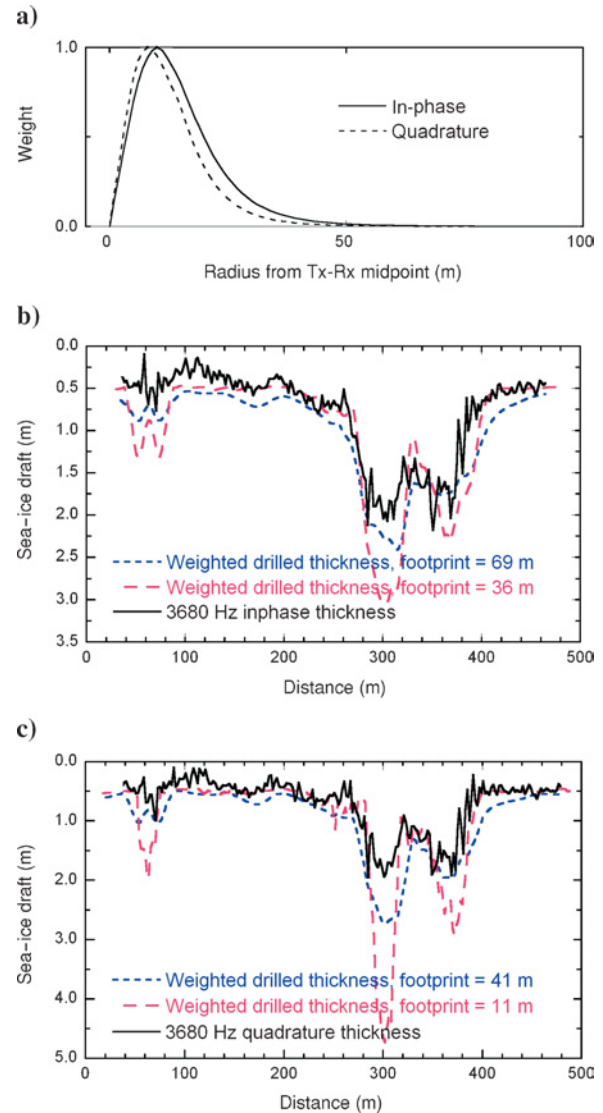 a)
1.0
Weight
0.0
In-phase
Quadrature
0
50
100
Radius from Tx-Rx midpoint (m)
b)
0.0
0.5
1.0
1.5
2.0
2.5
3.0
3.5
Sea-ice draft (m)
Weighted drilled thickness, footprint = 69 m
Weighted drilled thickness, footprint = 36 m
3680 Hz inphase thickness
0
100
200
300
400
500
Distance (m)
c)
0.0
1.0
2.0
3.0
4.0
5.0
Sea-ice draft (m)
Weighted drilled thickness, footprint = 41 m
Weighted drilled thickness, footprint = 11 m
3680 Hz quadrature thickness
0
100
200
300
400
500
Distance (m)